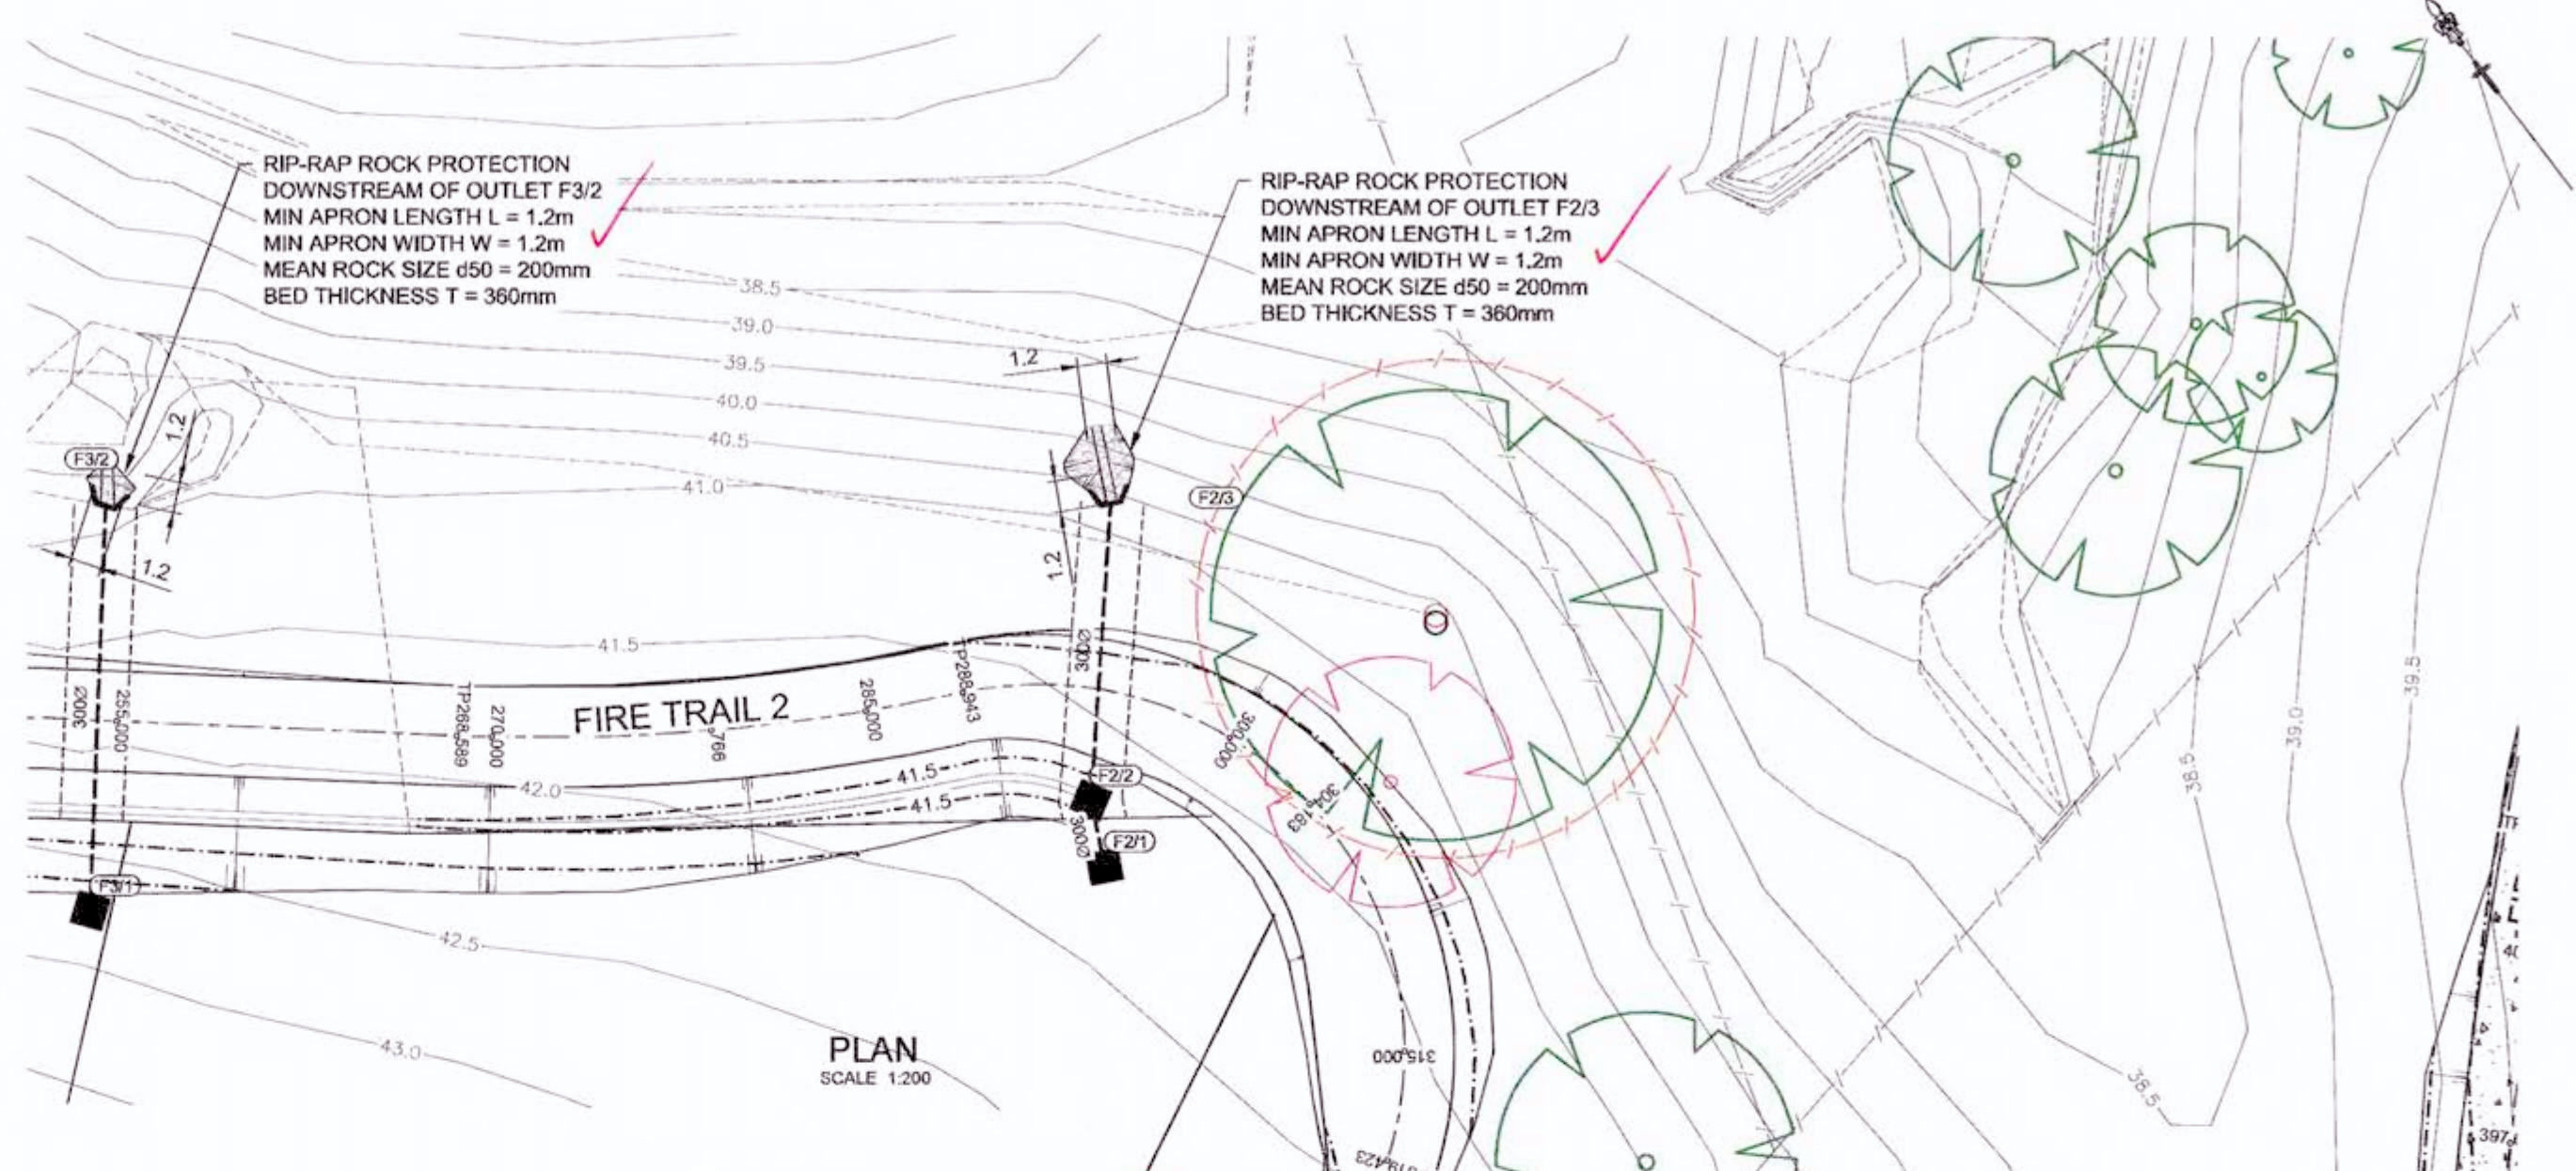 RIP-RAP ROCK PROTECTION
DOWNSTREAM OF OUTLET F3/2
MIN APRON LENGTH L = 1.2m
MIN APRON WIDTH W = 1.2m
MEAN ROCK SIZE d50 = 200mm
BED THICKNESS T = 360mm
RIP-RAP ROCK PROTECTION
DOWNSTREAM OF OUTLET F2/3
MIN APRON LENGTH L = 1.2m
MIN APRON WIDTH W = 1.2m
MEAN ROCK SIZE d50 = 200mm
BED THICKNESS T = 360mm
38.5
39.0
39.5
40.0
40.5
41.0
1.2
1.2
F3/2
F2/3
1.2
1.2
41.5
300Ø
265.000
TP268.589
270.000
FIRE TRAIL 2
.766
285.000
TP288.943
300Ø
300.000
304.183
42.0
41.5
41.5
F2/2
300Ø
F2/1
F3/1
42.5
43.0
PLAN
SCALE 1:200
315.000
319.423
38.5
39.0
39.5
38.5
397